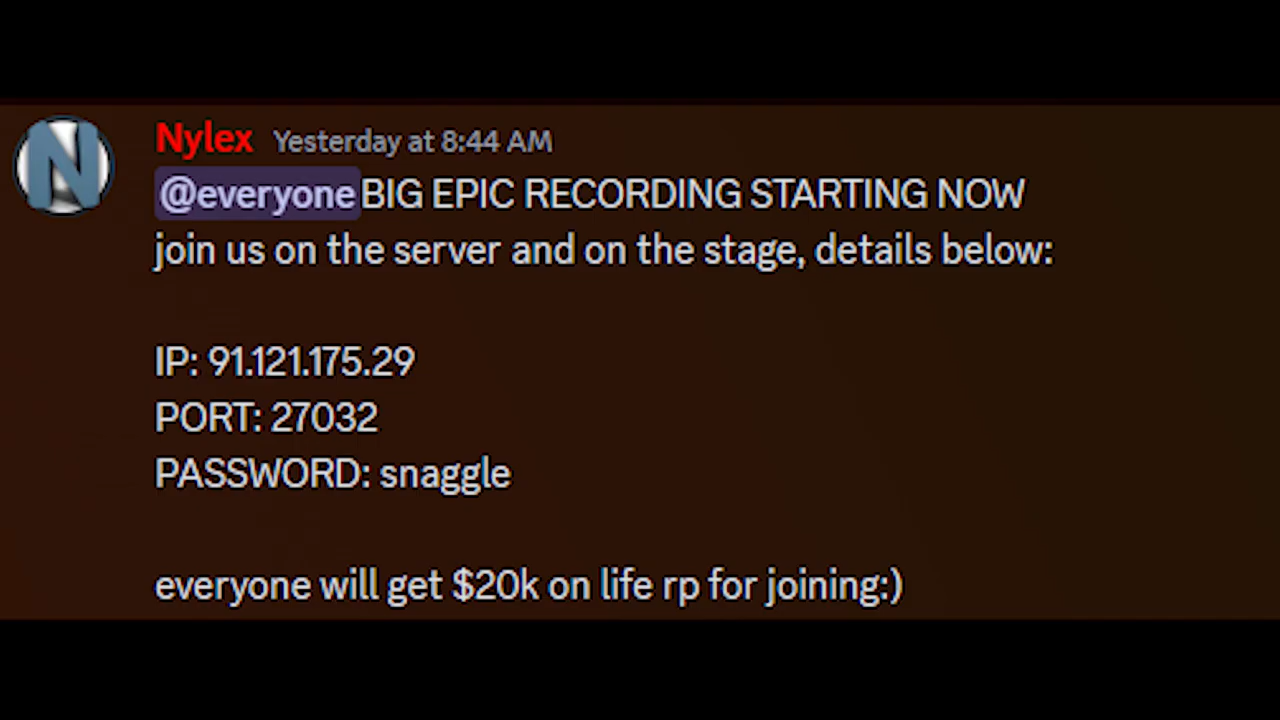 N
Nylex Yesterday at 8:44 AM
@everyone BIG EPIC RECORDING STARTING NOW
join us on the server and on the stage, details below:
IP: 91.121.175.29
PORT: 27032
PASSWORD: snaggle
everyone will get $20k on life rp for joining:)